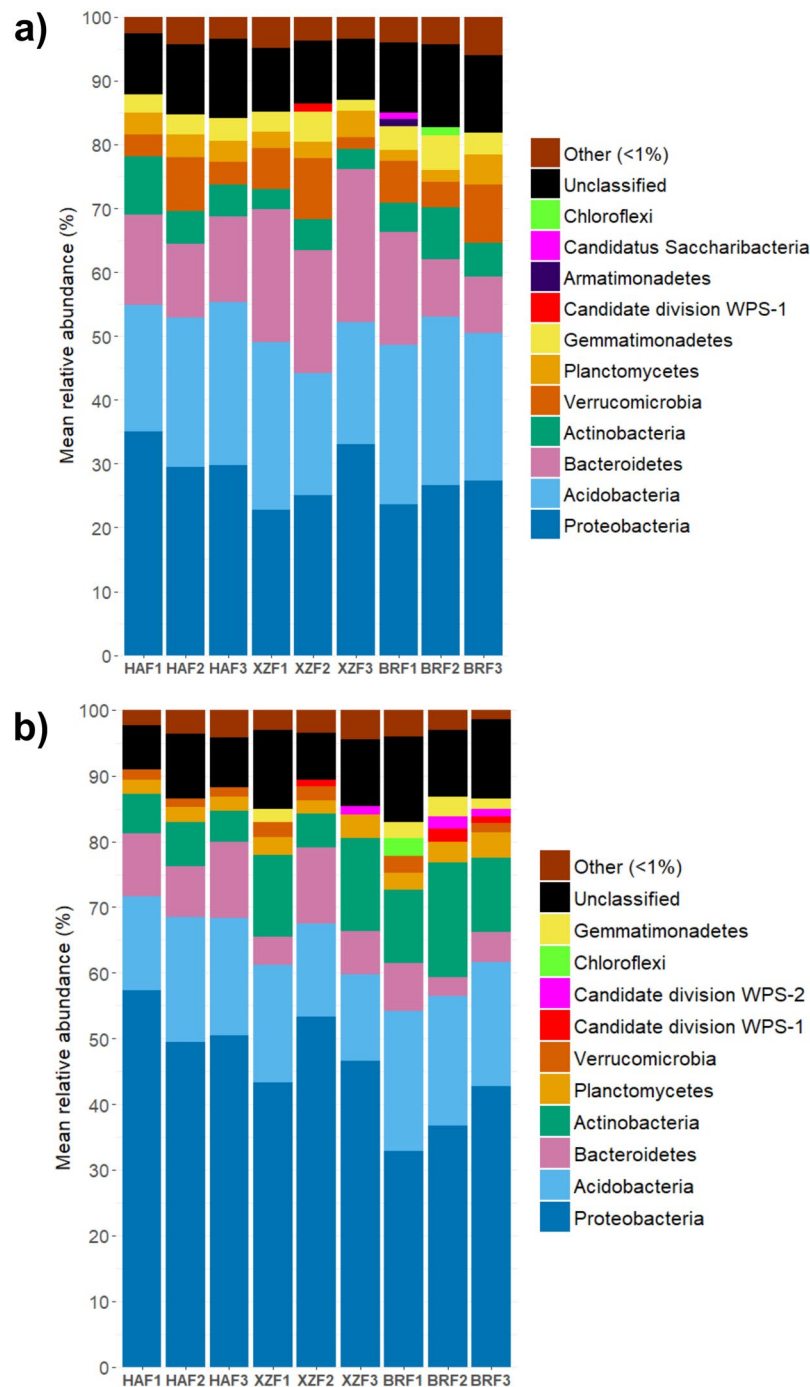 a)
Mean relative abundance (%)
100
90
80
70
60
50
40
30
20
10
0
HAF1 HAF2 HAF3 XZF1 XZF2 XZF3 BRF1 BRF2 BRF3
Other (<1%)
Unclassified
Chloroflexi
Candidatus Saccharibacteria
Armatimonadetes
Candidate division WPS-1
Gemmatimonadetes
Planctomycetes
Verrucomicrobia
Actinobacteria
Bacteroidetes
Acidobacteria
Proteobacteria
b)
Mean relative abundance (%)
100
90
80
70
60
50
40
30
20
10
0
HAF1 HAF2 HAF3 XZF1 XZF2 XZF3 BRF1 BRF2 BRF3
Other (<1%)
Unclassified
Gemmatimonadetes
Chloroflexi
Candidate division WPS-2
Candidate division WPS-1
Verrucomicrobia
Planctomycetes
Actinobacteria
Bacteroidetes
Acidobacteria
Proteobacteria